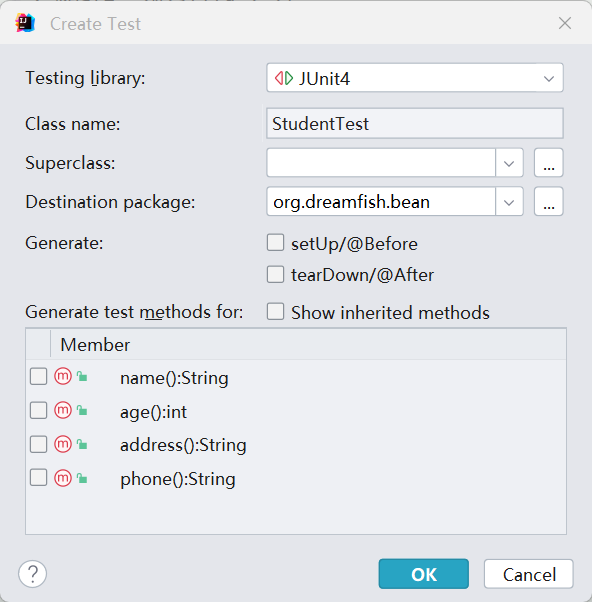 Create Test
Testing library: JUnit4
Class name: StudentTest
Superclass: ...
Destination package: org.dreamfish.bean ...
Generate: setUp/@Before
tearDown/@After
Generate test methods for: Show inherited methods
Member
m name():String
m age():int
m address():String
m phone():String
? OK Cancel